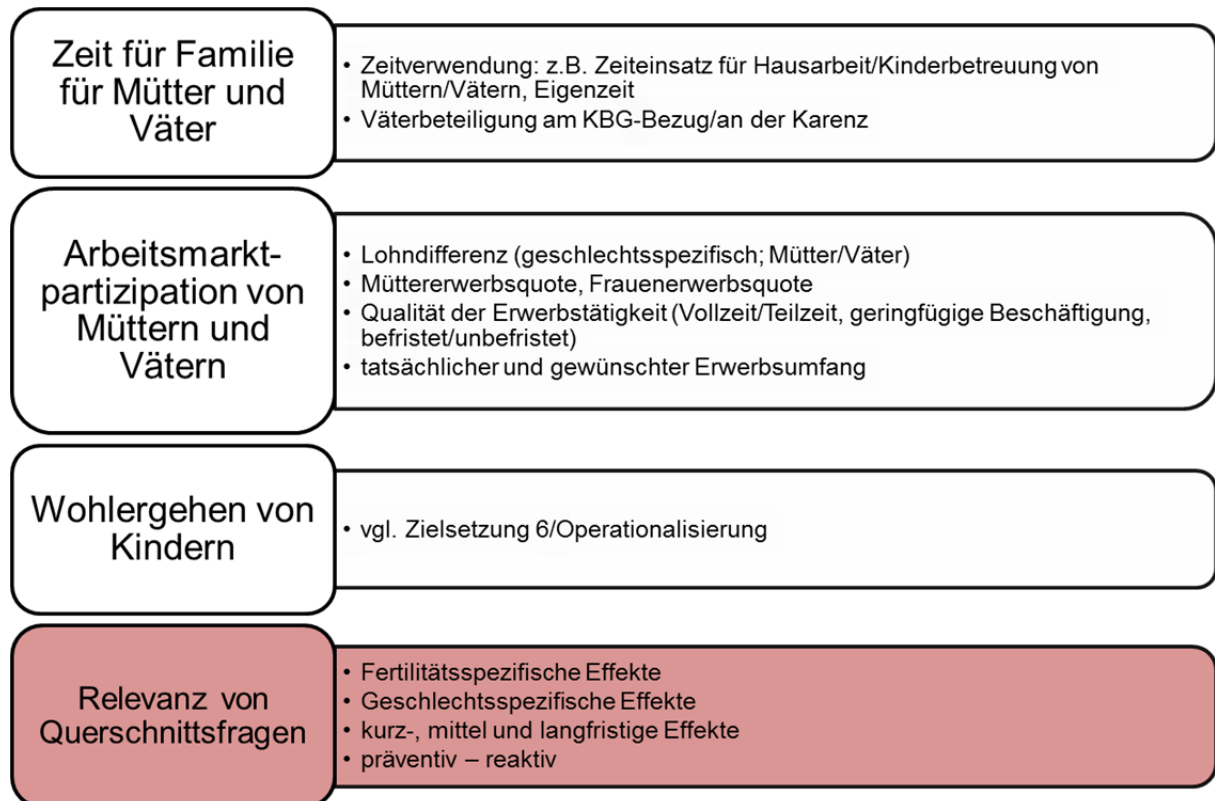 Zeit für Familie
für Mütter und
Väter
• Zeitverwendung: z.B. Zeiteinsatz für Hausarbeit/Kinderbetreuung von
Müttern/Vätern, Eigenzeit
• Väterbeteiligung am KBG-Bezug/an der Karenz
Arbeitsmarkt-
partizipation von
Müttern und
Vätern
• Lohndifferenz (geschlechtsspezifisch; Mütter/Väter)
• Müttererwerbsquote, Frauenerwerbsquote
• Qualität der Erwerbstätigkeit (Vollzeit/Teilzeit, geringfügige Beschäftigung,
befristet/unbefristet)
• tatsächlicher und gewünschter Erwerbsumfang
Wohlergehen von
Kindern
• vgl. Zielsetzung 6/Operationalisierung
Relevanz von
Querschnittsfragen
• Fertilitätsspezifische Effekte
• Geschlechtsspezifische Effekte
• kurz-, mittel und langfristige Effekte
• präventiv – reaktiv